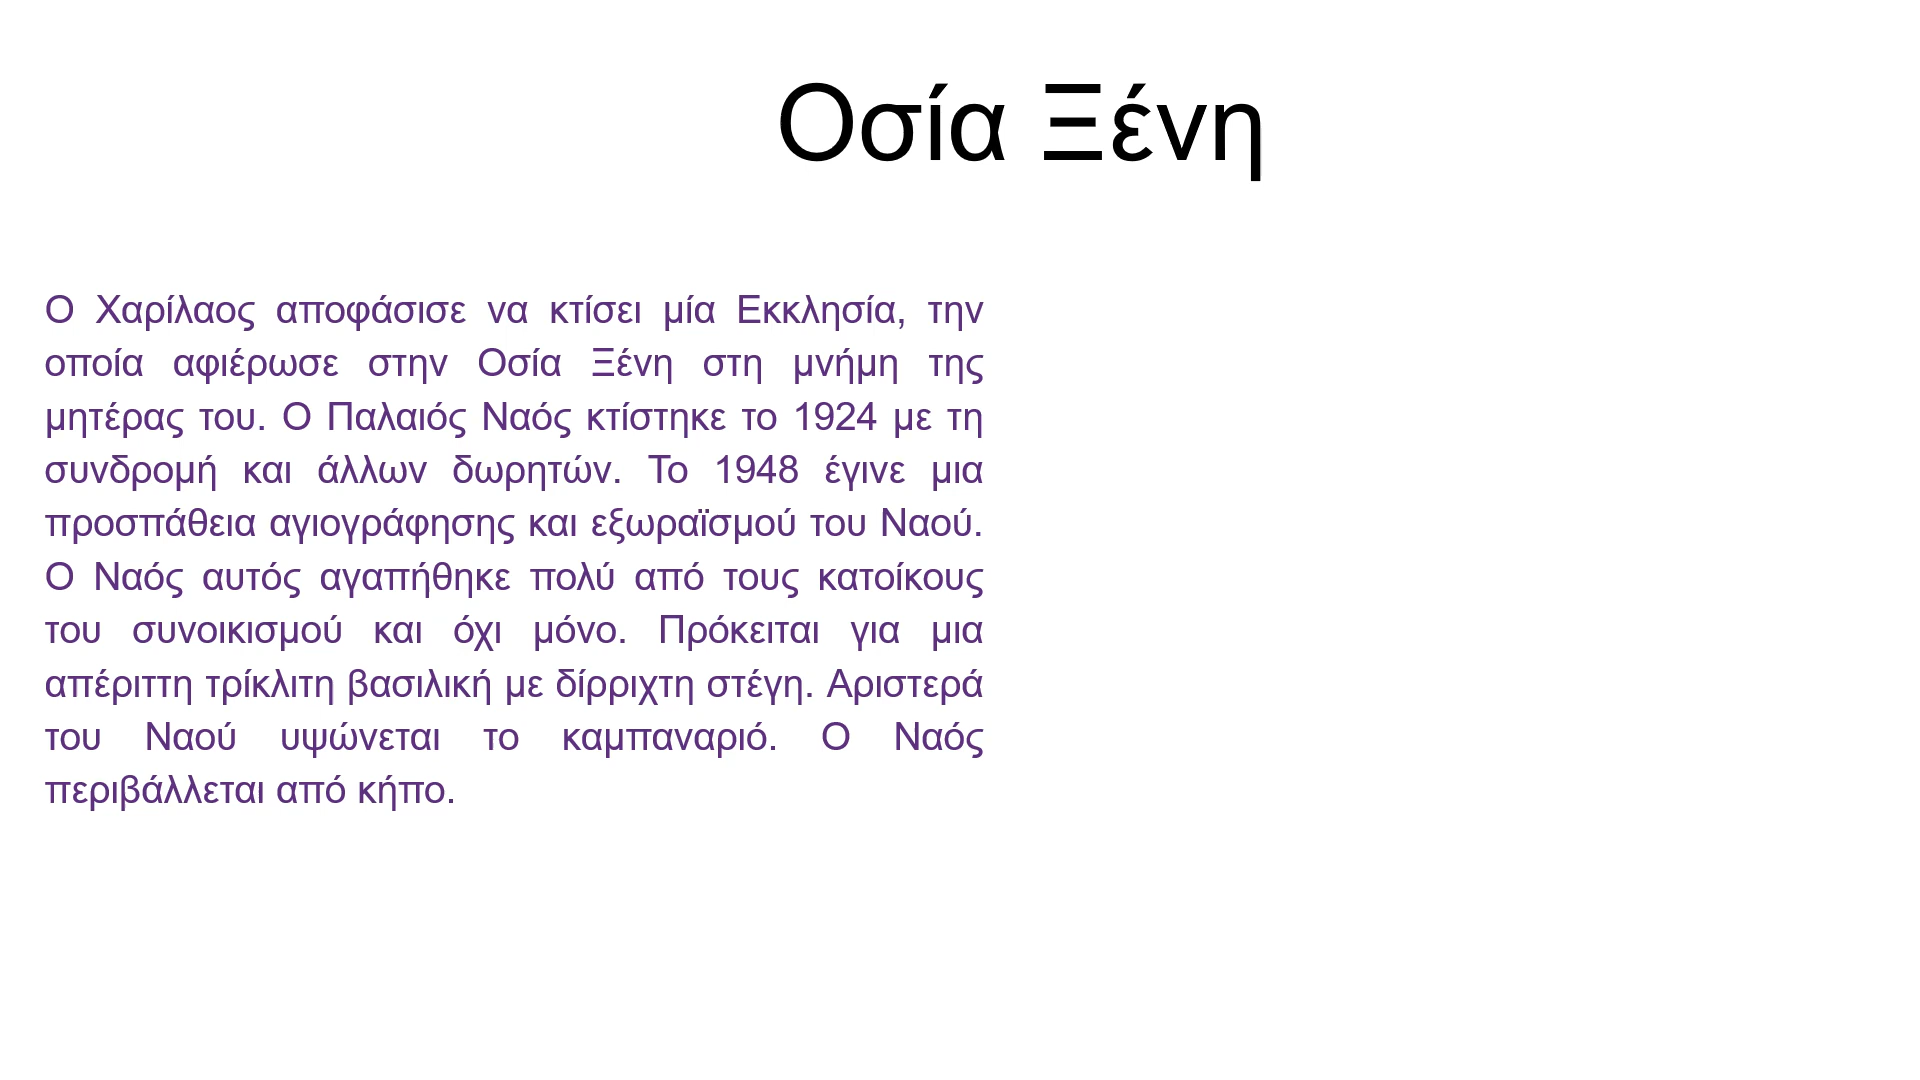 Οσία Ξένη
Ο Χαρίλαος αποφάσισε να κτίσει μία Εκκλησία, την
οποία αφιέρωσε στην Οσία Ξένη στη μνήμη της
μητέρας του. Ο Παλαιός Ναός κτίστηκε το 1924 με τη
συνδρομή και άλλων δωρητών. Το 1948 έγινε μια
προσπάθεια αγιογράφησης και εξωραϊσμού του Ναού.
Ο Ναός αυτός αγαπήθηκε πολύ από τους κατοίκους
του συνοικισμού και όχι μόνο. Πρόκειται για μια
απέριττη τρίκλιτη βασιλική με δίρριχτη στέγη. Αριστερά
του Ναού υψώνεται το καμπαναριό. Ο Ναός
περιβάλλεται από κήπο.